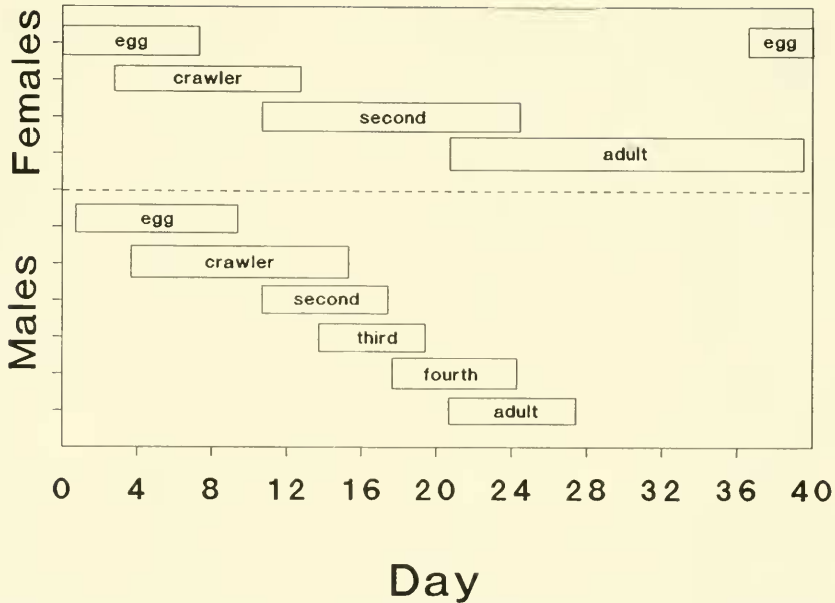 Females
egg
egg
crawler
second
adult
Males
egg
crawler
second
third
fourth
adult
0 4 8 12 16 20 24 28 32 36 40
Day